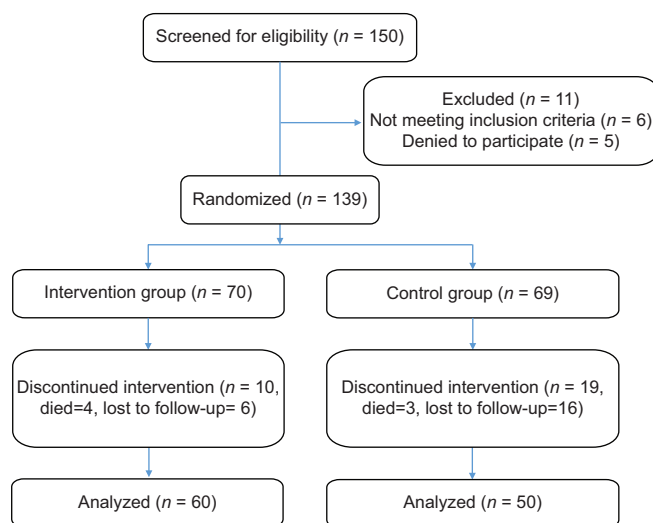 Screened for eligibility (n = 150)
Excluded (n = 11)
Not meeting inclusion criteria (n = 6)
Denied to participate (n = 5)
Randomized (n = 139)
Intervention group (n = 70)
Control group (n = 69)
Discontinued intervention (n = 10,
died=4, lost to follow-up= 6)
Discontinued intervention (n = 19,
died=3, lost to follow-up=16)
Analyzed (n = 60)
Analyzed (n = 50)